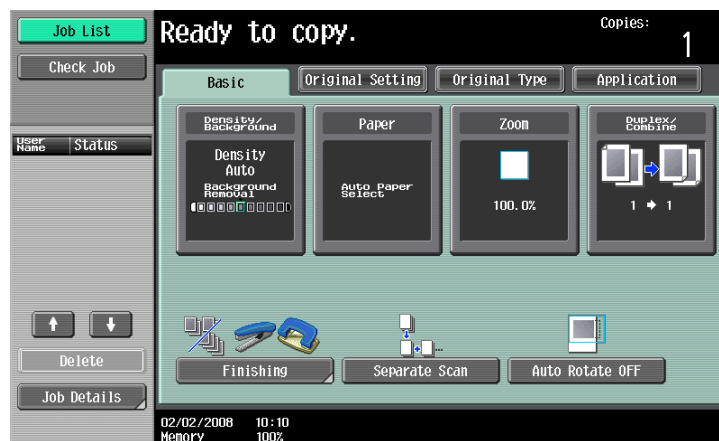 Job List
Ready to copy.
Copies:
1
Check Job
Basic
Original Setting
Original Type
Application
User
Name
Status
Density/
Background
Paper
Zoom
Duplex/
Combine
Density
Auto
Background
Removal
Auto Paper
Select
100.0%
1 → 1
Delete
Finishing
Separate Scan
Auto Rotate OFF
Job Details
02/02/2008 10:10
Memory 100%